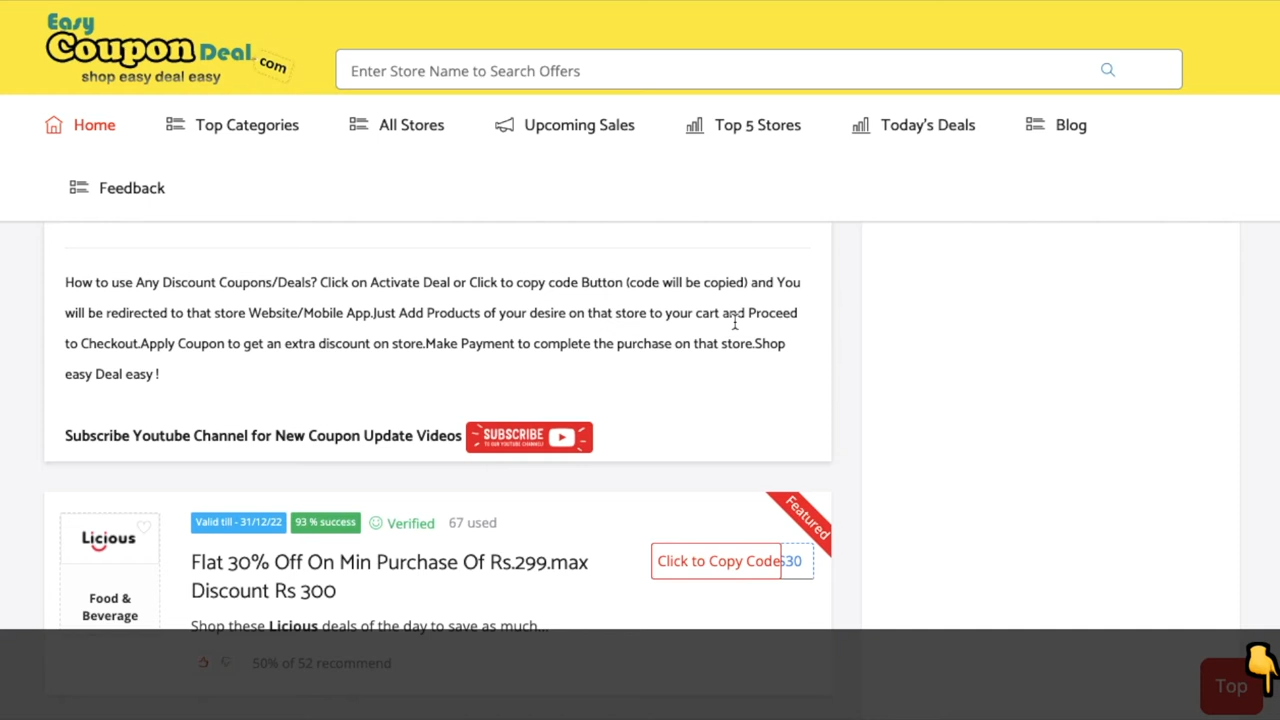 Easy
Coupon Deal.com
shop easy deal easy
Enter Store Name to Search Offers
Home
Top Categories
All Stores
Upcoming Sales
Top 5 Stores
Today's Deals
Blog
Feedback
How to use Any Discount Coupons/Deals? Click on Activate Deal or Click to copy code Button (code will be copied) and You
will be redirected to that store Website/Mobile App.Just Add Products of your desire on that store to your cart and Proceed
to Checkout.Apply Coupon to get an extra discount on store.Make Payment to complete the purchase on that store.Shop
easy Deal easy !
Subscribe Youtube Channel for New Coupon Update Videos
SUBSCRIBE
TO OUR YOUTUBE CHANNEL
Featured
Licious
Food &
Beverage
Valid till - 31/12/22
93 % success
Verified
67 used
Flat 30% Off On Min Purchase Of Rs.299.max
Discount Rs 300
Click to Copy Code
30
Shop these Licious deals of the day to save as much...
50% of 52 recommend
Top